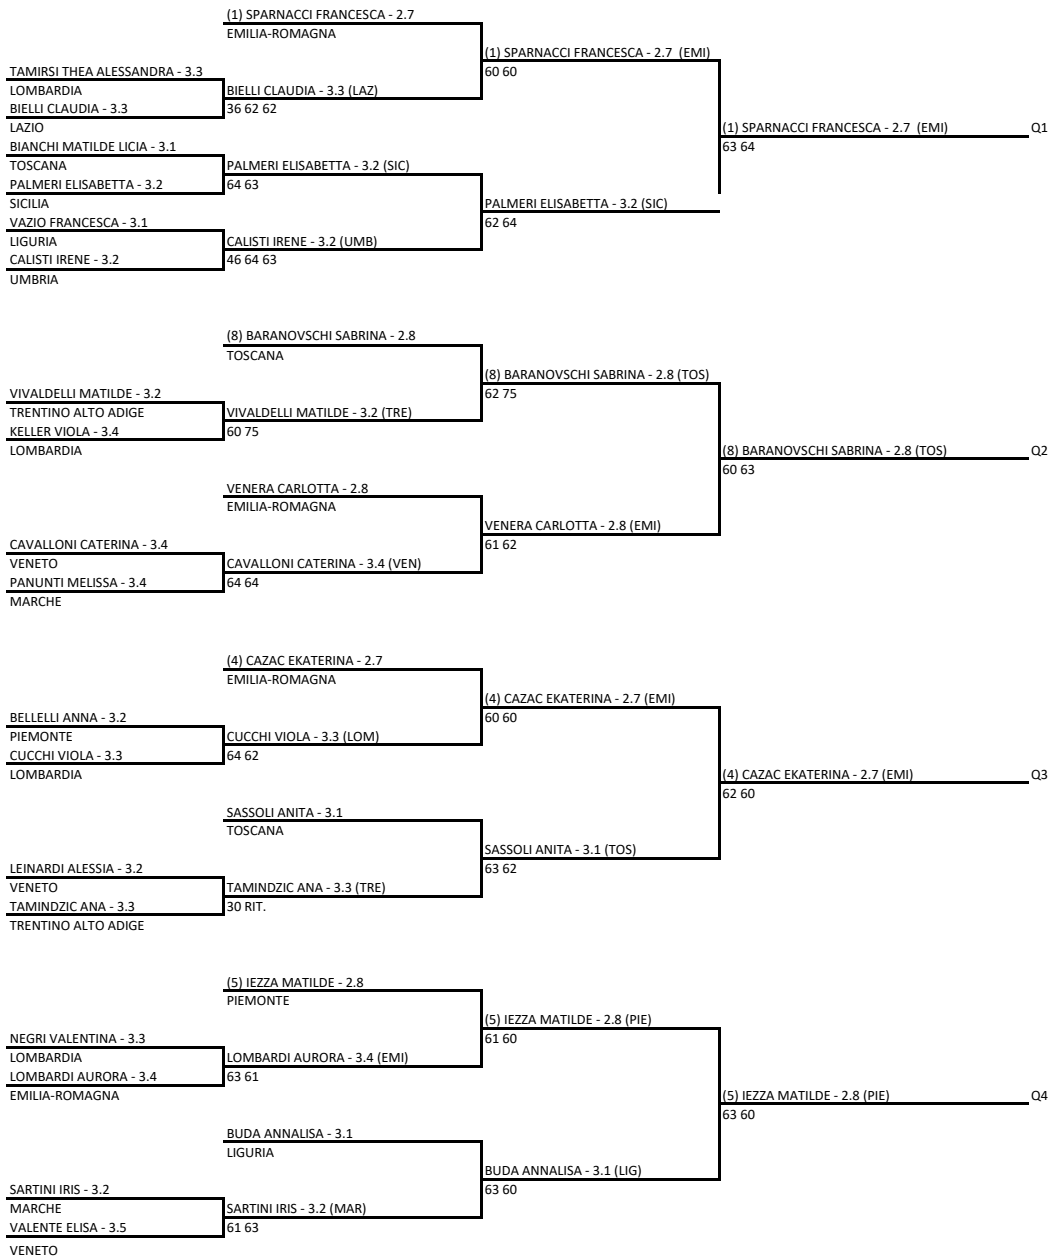 (1) SPARNACCI FRANCESCA - 2.7
EMILIA-ROMAGNA
(1) SPARNACCI FRANCESCA - 2.7 (EMI)
60 60
TAMIRSI THEA ALESSANDRA - 3.3
LOMBARDIA
BIELLI CLAUDIA - 3.3 (LAZ)
BIELLI CLAUDIA - 3.3
36 62 62
LAZIO
(1) SPARNACCI FRANCESCA - 2.7 (EMI)
Q1
BIANCHI MATILDE LICIA - 3.1
63 64
TOSCANA
PALMERI ELISABETTA - 3.2 (SIC)
PALMERI ELISABETTA - 3.2
64 63
SICILIA
PALMERI ELISABETTA - 3.2 (SIC)
VAZIO FRANCESCA - 3.1
62 64
LIGURIA
CALISTI IRENE - 3.2 (UMB)
CALISTI IRENE - 3.2
46 64 63
UMBRIA
(8) BARANOVSCHI SABRINA - 2.8
TOSCANA
(8) BARANOVSCHI SABRINA - 2.8 (TOS)
VIVALDELLI MATILDE - 3.2
62 75
TRENTINO ALTO ADIGE
VIVALDELLI MATILDE - 3.2 (TRE)
KELLER VIOLA - 3.4
60 75
LOMBARDIA
(8) BARANOVSCHI SABRINA - 2.8 (TOS)
Q2
60 63
VENERA CARLOTTA - 2.8
EMILIA-ROMAGNA
VENERA CARLOTTA - 2.8 (EMI)
CAVALLONI CATERINA - 3.4
61 62
VENETO
CAVALLONI CATERINA - 3.4 (VEN)
PANUNTI MELISSA - 3.4
64 64
MARCHE
(4) CAZAC EKATERINA - 2.7
EMILIA-ROMAGNA
(4) CAZAC EKATERINA - 2.7 (EMI)
BELLELLI ANNA - 3.2
60 60
PIEMONTE
CUCCHI VIOLA - 3.3 (LOM)
CUCCHI VIOLA - 3.3
64 62
LOMBARDIA
(4) CAZAC EKATERINA - 2.7 (EMI)
Q3
62 60
SASSOLI ANITA - 3.1
TOSCANA
SASSOLI ANITA - 3.1 (TOS)
LEINARDI ALESSIA - 3.2
63 62
VENETO
TAMINDZIC ANA - 3.3 (TRE)
TAMINDZIC ANA - 3.3
30 RIT.
TRENTINO ALTO ADIGE
(5) IEZZA MATILDE - 2.8
PIEMONTE
(5) IEZZA MATILDE - 2.8 (PIE)
NEGRI VALENTINA - 3.3
61 60
LOMBARDIA
LOMBARDI AURORA - 3.4 (EMI)
LOMBARDI AURORA - 3.4
63 61
EMILIA-ROMAGNA
(5) IEZZA MATILDE - 2.8 (PIE)
Q4
63 60
BUDA ANNALISA - 3.1
LIGURIA
BUDA ANNALISA - 3.1 (LIG)
SARTINI IRIS - 3.2
63 60
MARCHE
SARTINI IRIS - 3.2 (MAR)
VALENTE ELISA - 3.5
61 63
VENETO